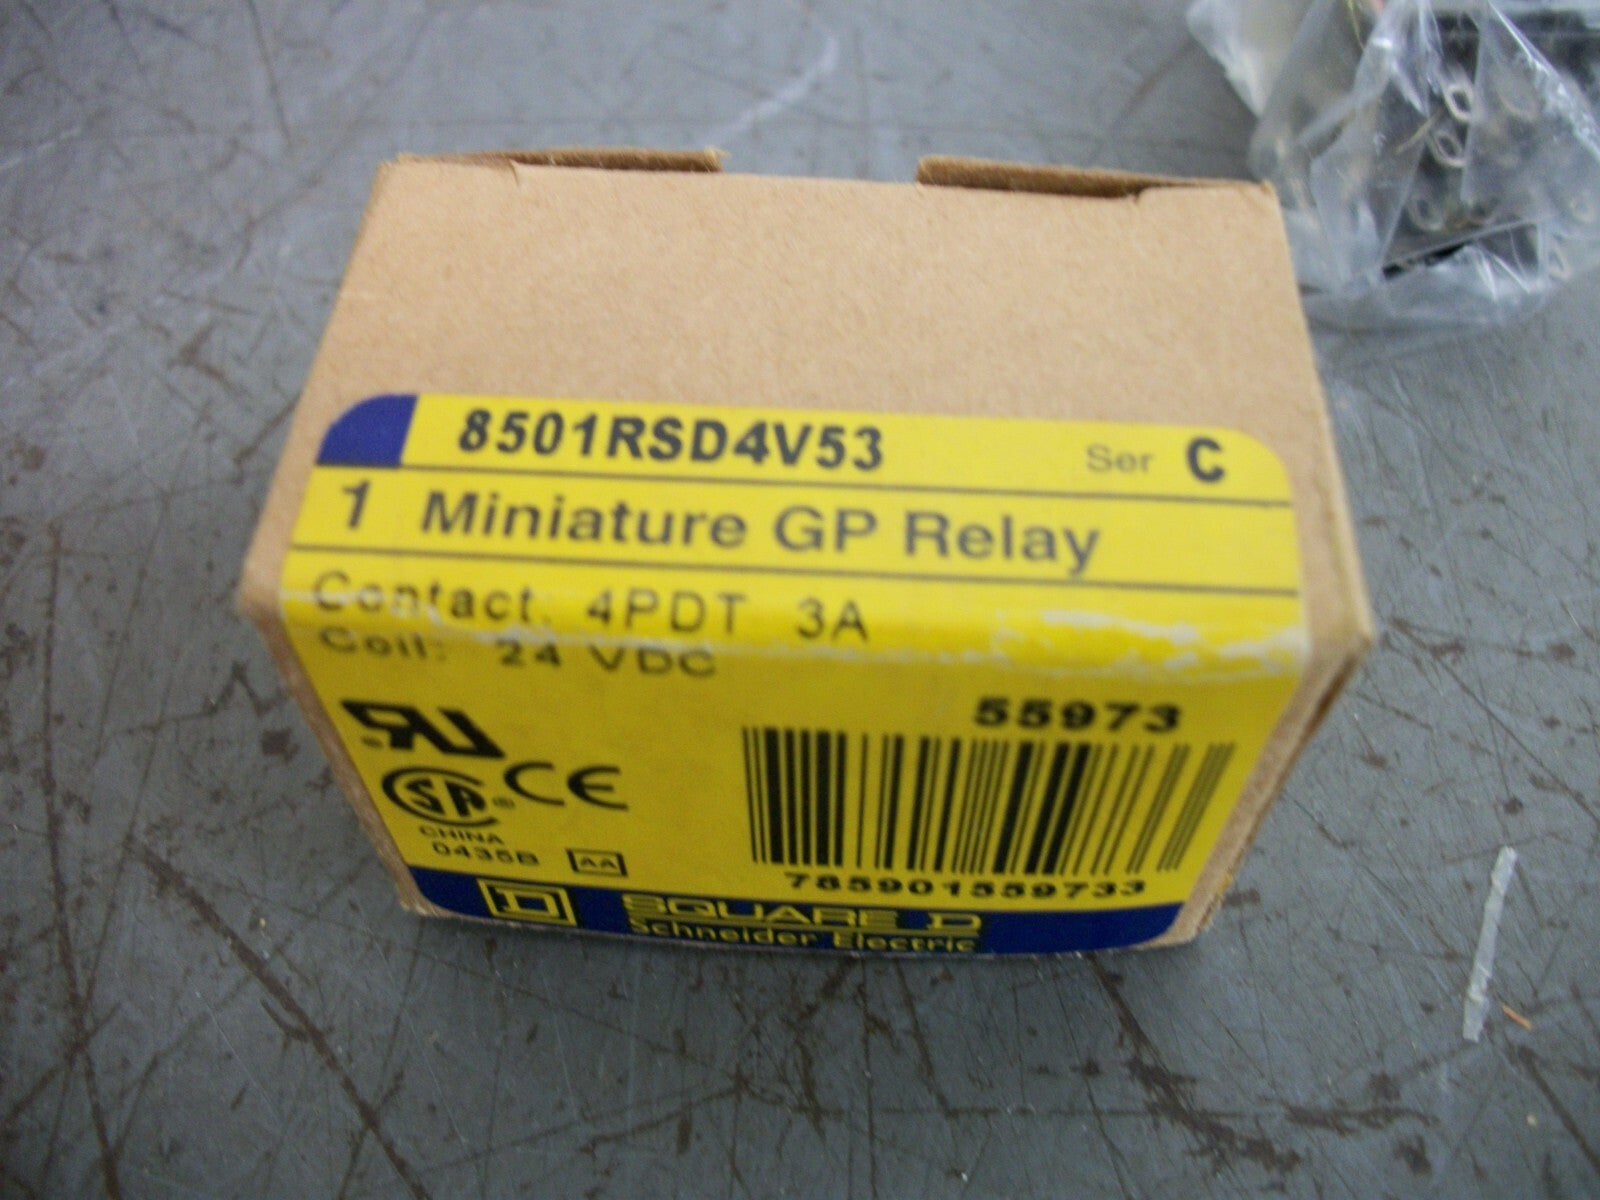 8501RSD4V53 Ser C
1 Miniature GP Relay
Contact: 4PDT 3A
Coil: 24 VDC
55973
CE
CHINA
0435B AA
785901559733
D SQUARE D
Schneider Electric